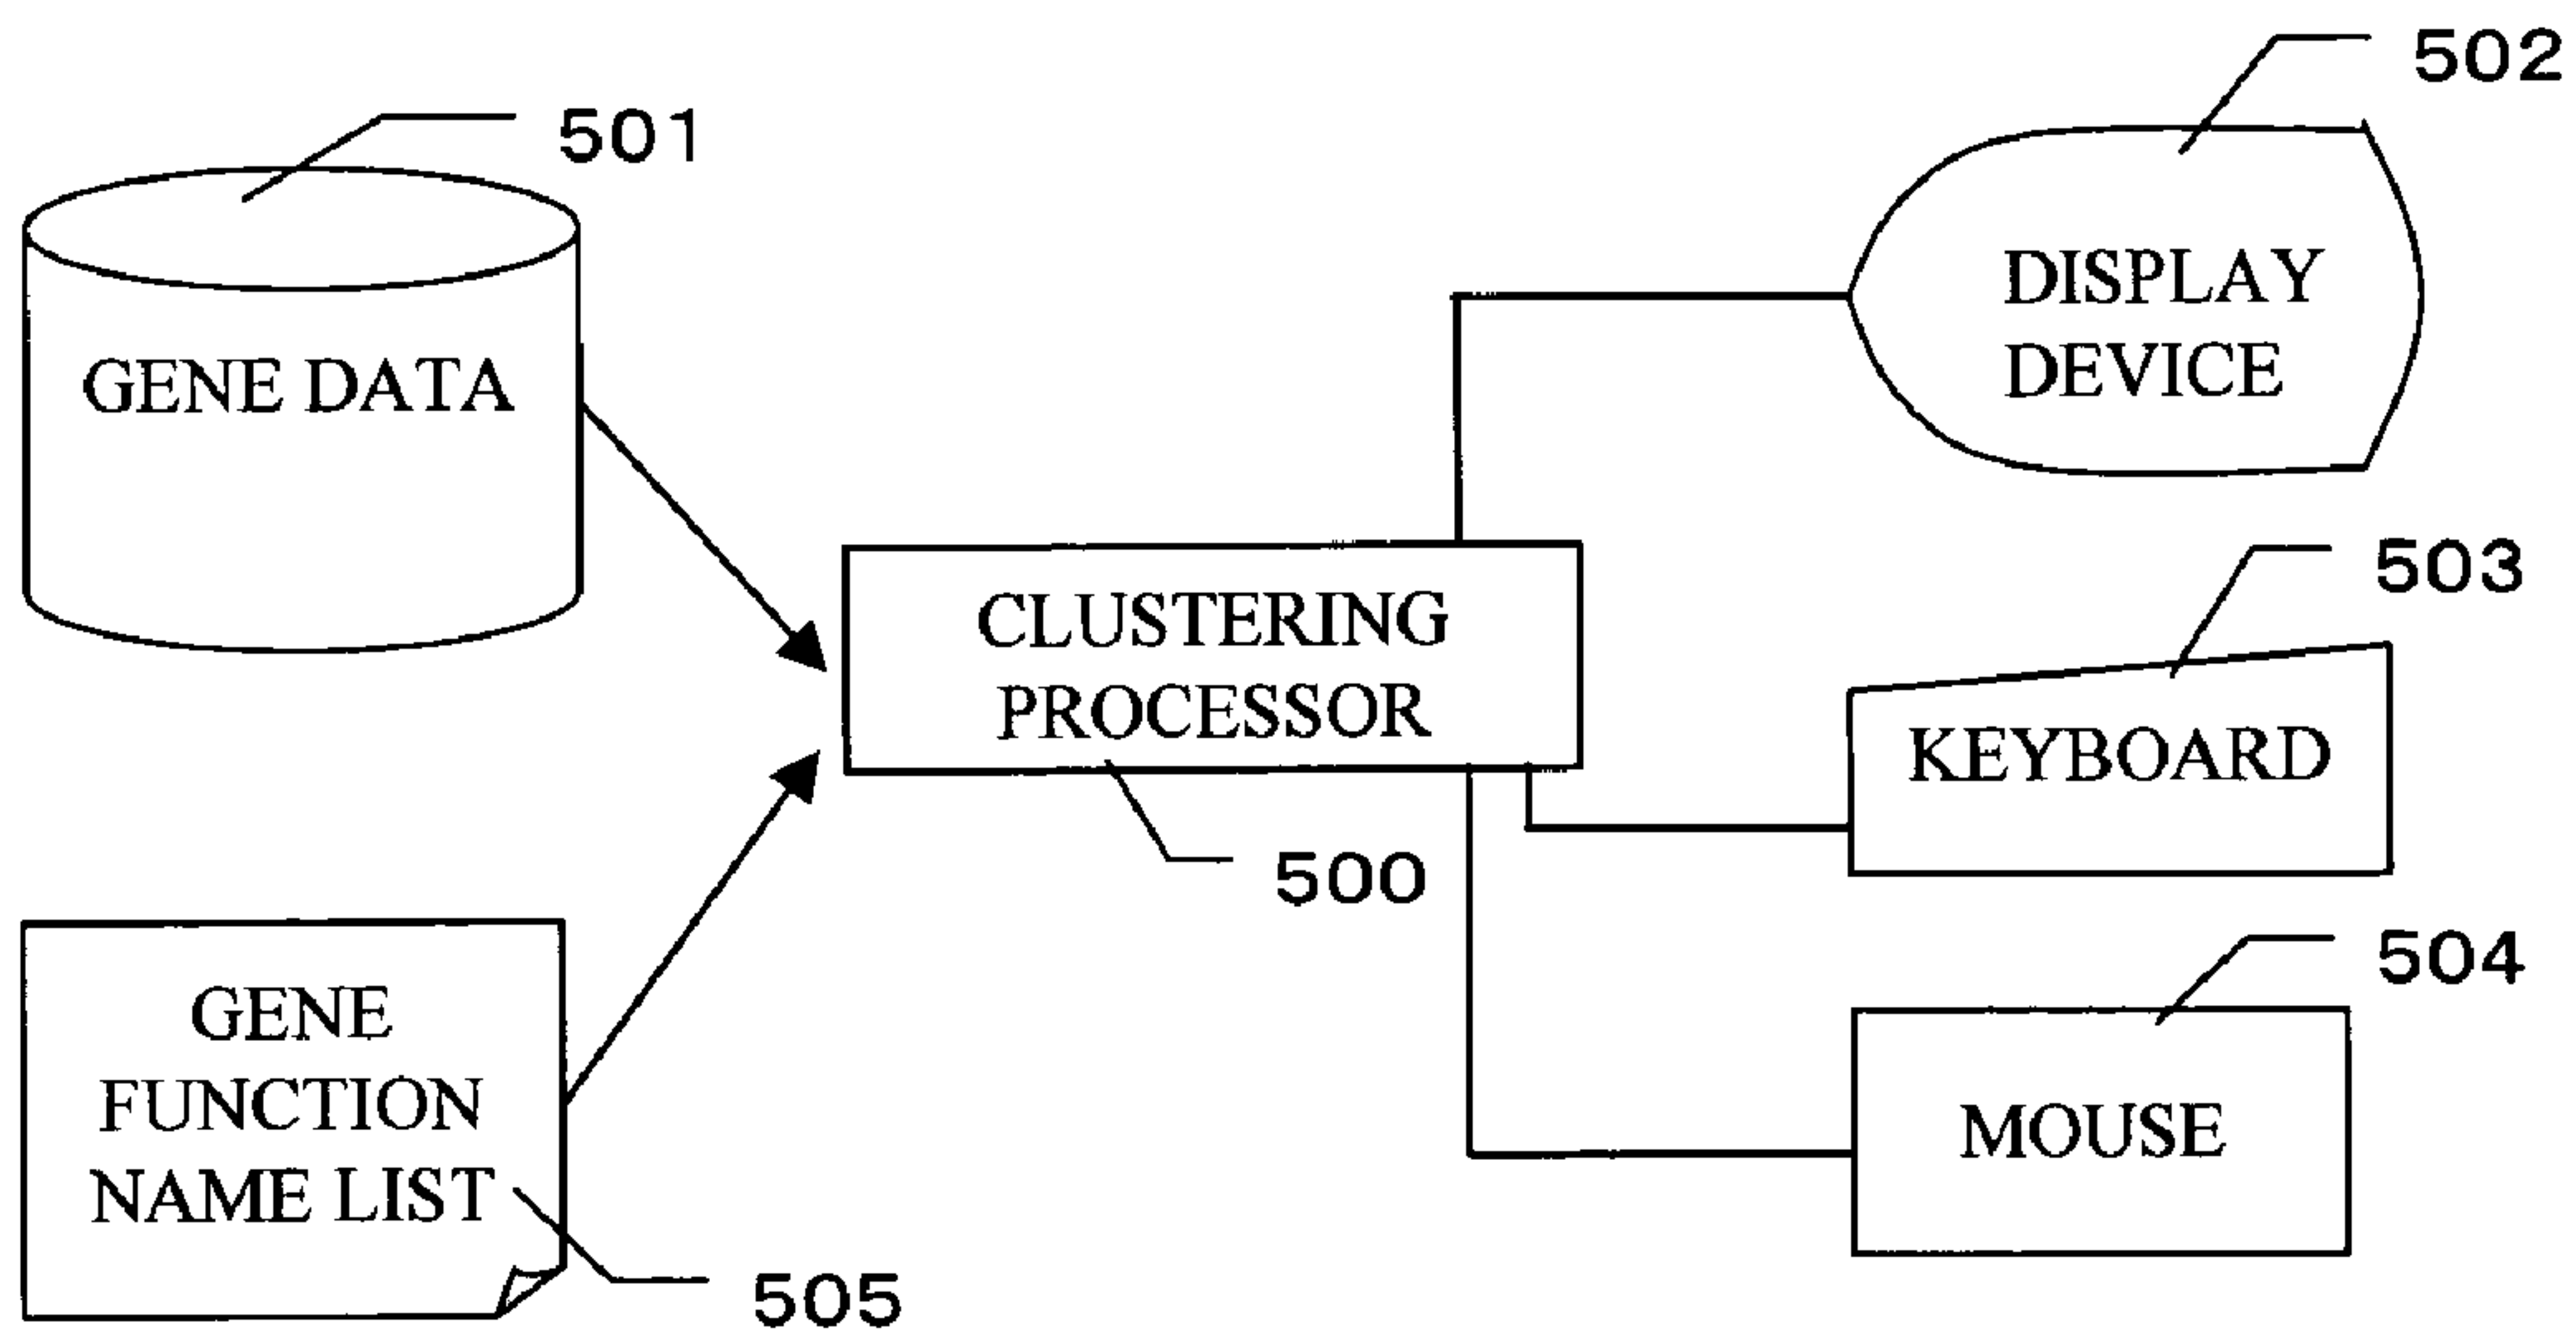 501
GENE DATA
502
DISPLAY
DEVICE
CLUSTERING
PROCESSOR
500
503
KEYBOARD
504
MOUSE
GENE
FUNCTION
NAME LIST
505